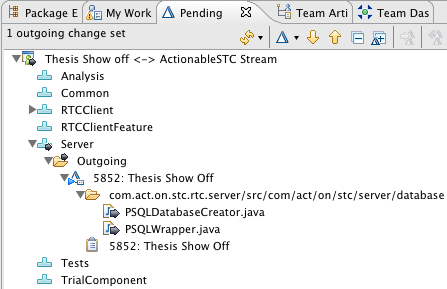 Package E My Work Pending Team Arti Team Das
1 outgoing change set
Thesis Show off <-> ActionableSTC Stream
Analysis
Common
RTCClient
RTCClientFeature
Server
Outgoing
5852: Thesis Show Off
com.act.on.stc.rtc.server/src/com/act/on/stc/server/database
PSQLDatabaseCreator.java
PSQLWrapper.java
5852: Thesis Show Off
Tests
TrialComponent